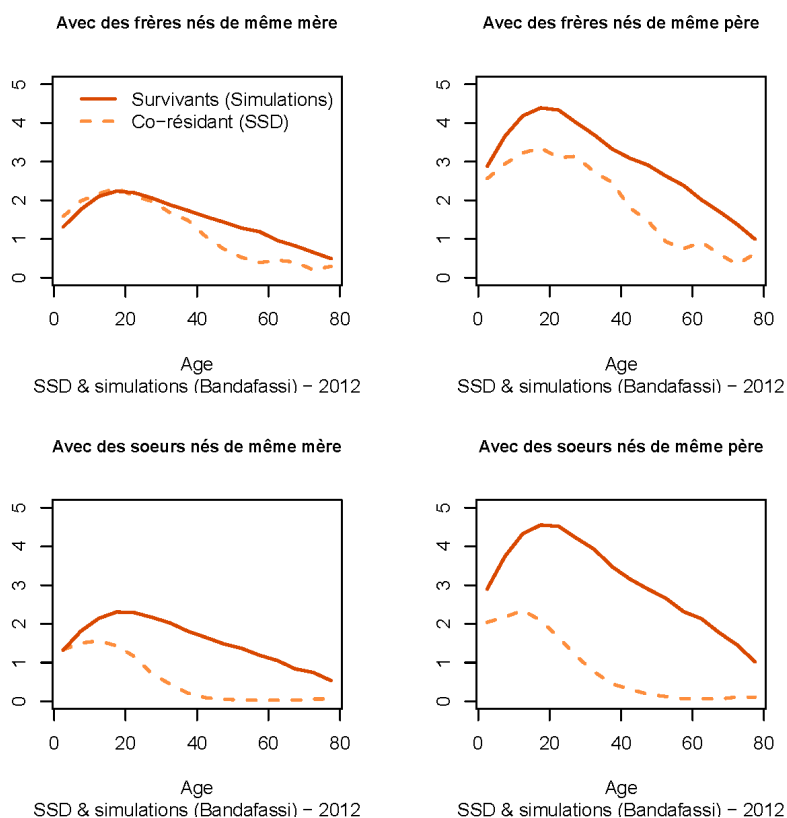 Avec des frères nés de même mère
5
4
3
2
1
0
Survivants (Simulations)
Co−résidant (SSD)
0 20 40 60 80
Age
SSD & simulations (Bandafassi) − 2012
Avec des frères nés de même père
5
4
3
2
1
0
0 20 40 60 80
Age
SSD & simulations (Bandafassi) − 2012
Avec des soeurs nés de même mère
5
4
3
2
1
0
0 20 40 60 80
Age
SSD & simulations (Bandafassi) − 2012
Avec des soeurs nés de même père
5
4
3
2
1
0
0 20 40 60 80
Age
SSD & simulations (Bandafassi) − 2012